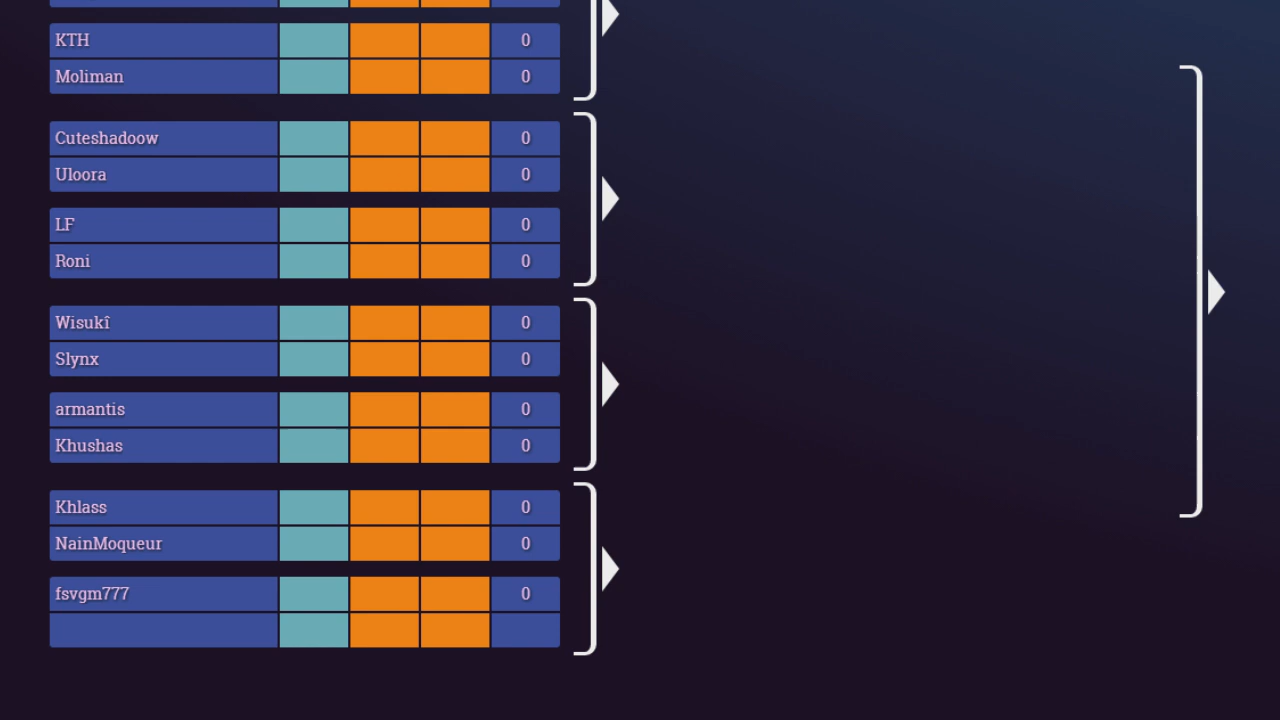 KTH 0
Moliman 0
Cuteshadoow 0
Uloora 0
LF 0
Roni 0
Wisukî 0
Slynx 0
armantis 0
Khushas 0
Khlass 0
NainMoqueur 0
fsvgm777 0